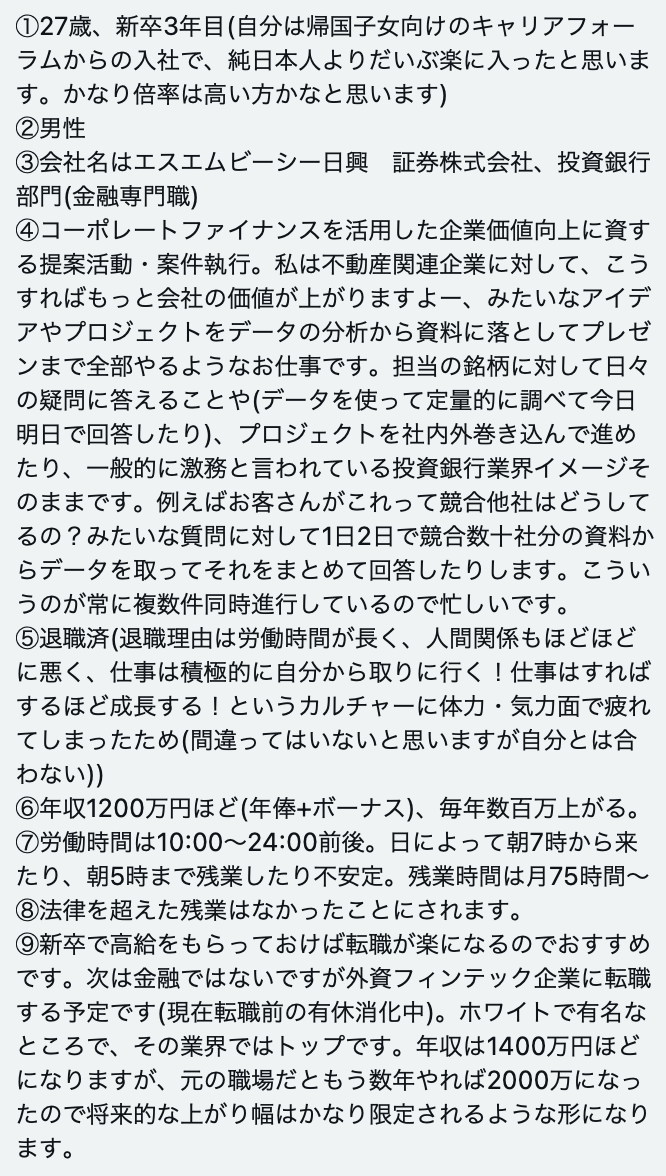 ①27歳、新卒3年目(自分は帰国子女向けのキャリアフォー
ラムからの入社で、純日本人よりだいぶ楽に入ったと思いま
す。かなり倍率は高い方かなと思います)
②男性
③会社名はエスエムビーシー日興　証券株式会社、投資銀行
部門(金融専門職)
④コーポレートファイナンスを活用した企業価値向上に資す
る提案活動・案件執行。私は不動産関連企業に対して、こう
すればもっと会社の価値が上がりますよー、みたいなアイデ
アやプロジェクトをデータの分析から資料に落としてプレゼ
ンまで全部やるようなお仕事です。担当の銘柄に対して日々
の疑問に答えることや(データを使って定量的に調べて今日
明日で回答したり)、プロジェクトを社内外巻き込んで進め
たり、一般的に激務と言われている投資銀行業界イメージそ
のままです。例えばお客さんがこれって競合他社はどうして
るの？みたいな質問に対して1日2日で競合数十社分の資料か
らデータを取ってそれをまとめて回答したりします。こうい
うのが常に複数件同時進行しているので忙しいです。
⑤退職済(退職理由は労働時間が長く、人間関係もほどほど
に悪く、仕事は積極的に自分から取りに行く！仕事はすれば
するほど成長する！というカルチャーに体力・気力面で疲れ
てしまったため(間違ってはいないと思いますが自分とは合
わない))
⑥年収1200万円ほど(年俸+ボーナス)、毎年数百万上がる。
⑦労働時間は10:00〜24:00前後。日によって朝7時から来
たり、朝5時まで残業したり不安定。残業時間は月75時間〜
⑧法律を超えた残業はなかったことにされます。
⑨新卒で高給をもらっておけば転職が楽になるのでおすすめ
です。次は金融ではないですが外資フィンテック企業に転職
する予定です(現在転職前の有休消化中)。ホワイトで有名な
ところで、その業界ではトップです。年収は1400万円ほど
になりますが、元の職場だともう数年やれば2000万になっ
たので将来的な上がり幅はかなり限定されるような形になり
ます。